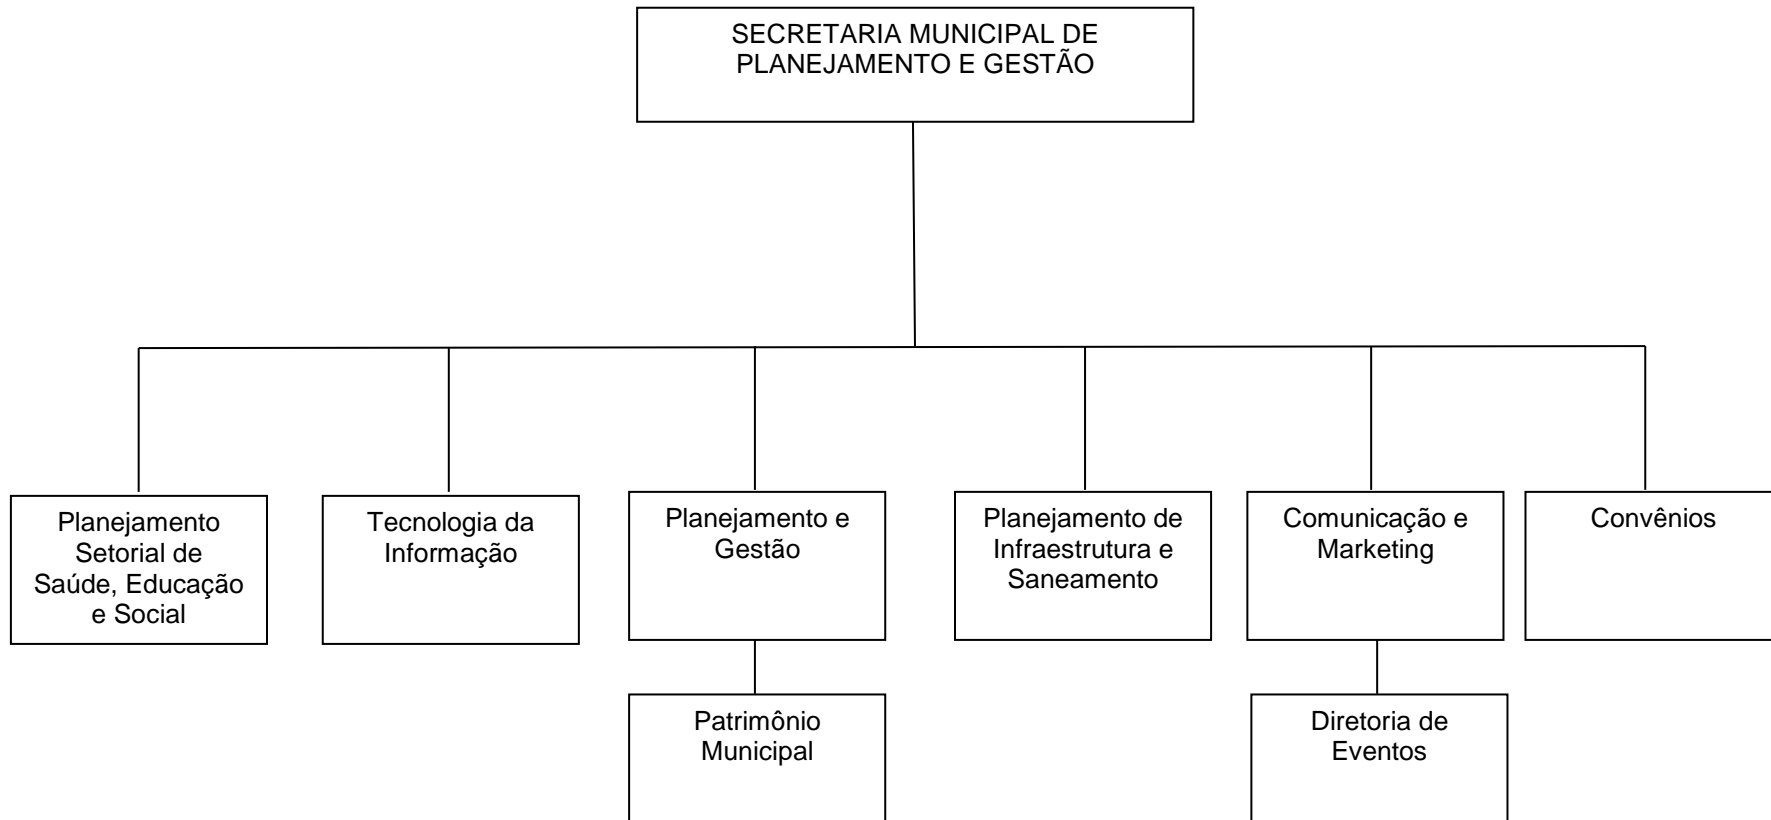 SECRETARIA MUNICIPAL DE
PLANEJAMENTO E GESTÃO
Planejamento
Setorial de
Saúde, Educação
e Social
Tecnologia da
Informação
Planejamento e
Gestão
Planejamento de
Infraestrutura e
Saneamento
Comunicação e
Marketing
Convênios
Patrimônio
Municipal
Diretoria de
Eventos